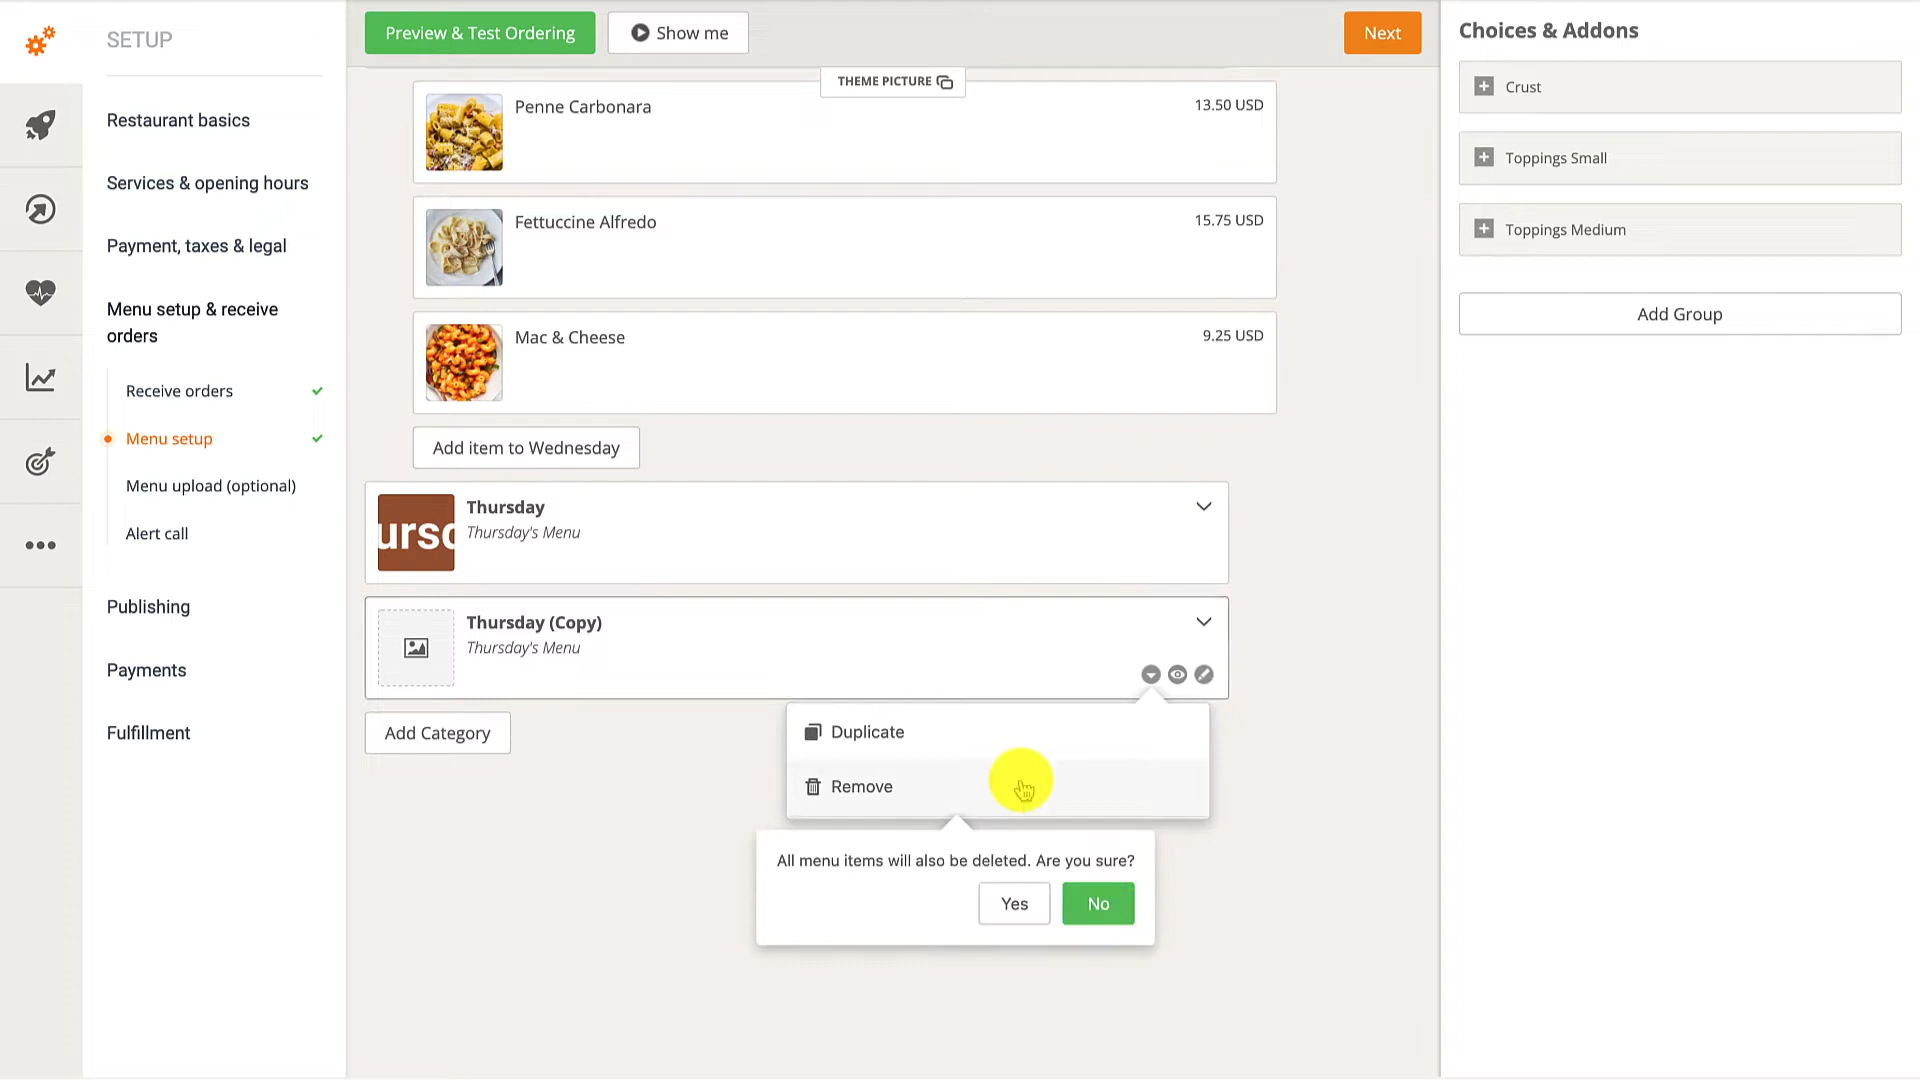 SETUP
Restaurant basics
Services & opening hours
Payment, taxes & legal
Menu setup & receive
orders
Receive orders
Menu setup
Menu upload (optional)
Alert call
Publishing
Payments
Fulfillment
Preview & Test Ordering
Show me
Next
THEME PICTURE
Penne Carbonara
13.50 USD
Fettuccine Alfredo
15.75 USD
Mac & Cheese
9.25 USD
Add item to Wednesday
ursd
Thursday
Thursday's Menu
Thursday (Copy)
Thursday's Menu
Add Category
Duplicate
Remove
All menu items will also be deleted. Are you sure?
Yes
No
Choices & Addons
Crust
Toppings Small
Toppings Medium
Add Group